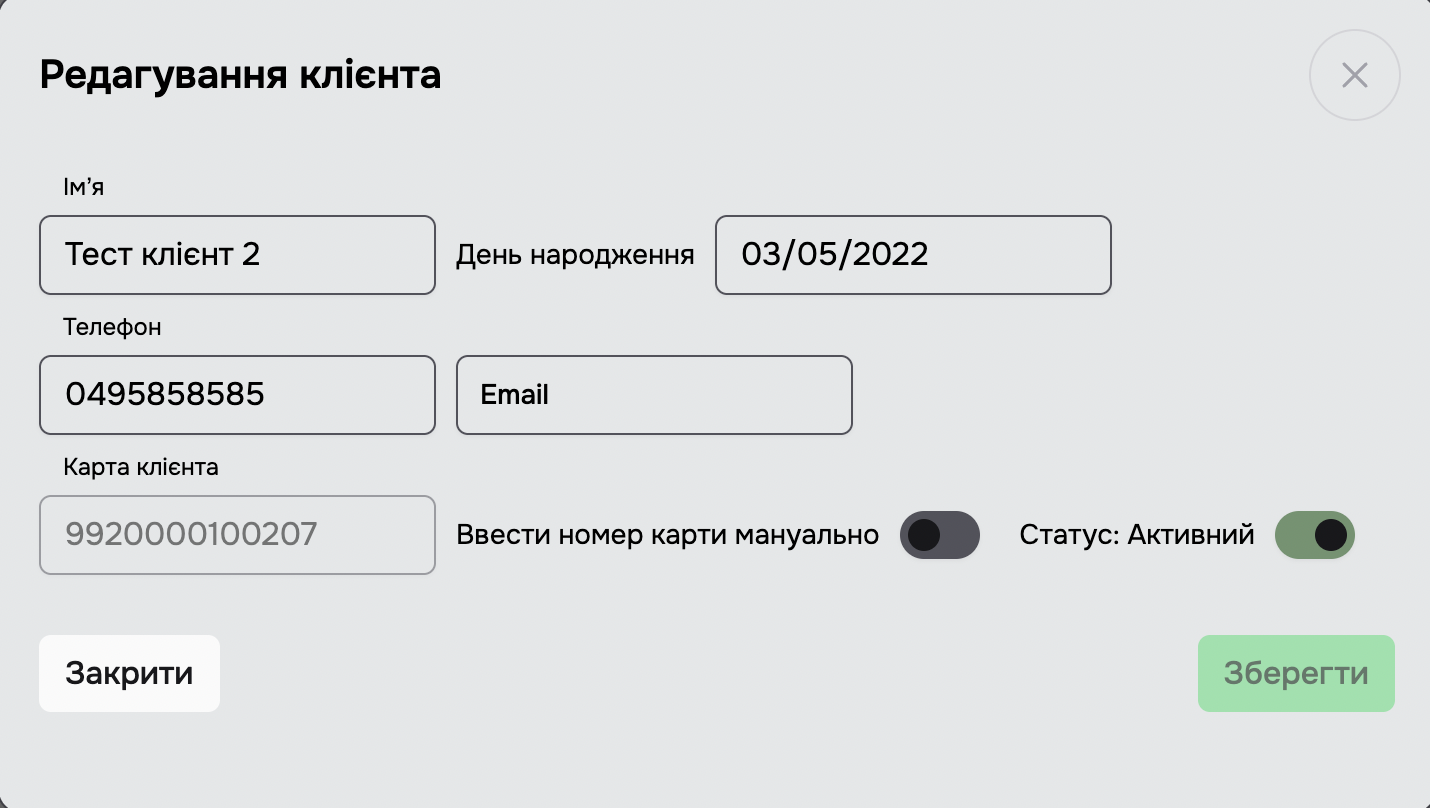 Редагування клієнта
Ім’я
Тест клієнт 2
День народження
03/05/2022
Телефон
0495858585
Email
Карта клієнта
9920000100207
Ввести номер карти мануально
Статус: Активний
Закрити
Зберегти